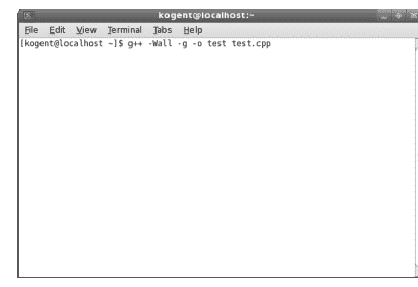 kogent@localhost:~
File Edit View Terminal Tabs Help
[kogent@localhost ~]$ g++ -Wall -g -o test test.cpp